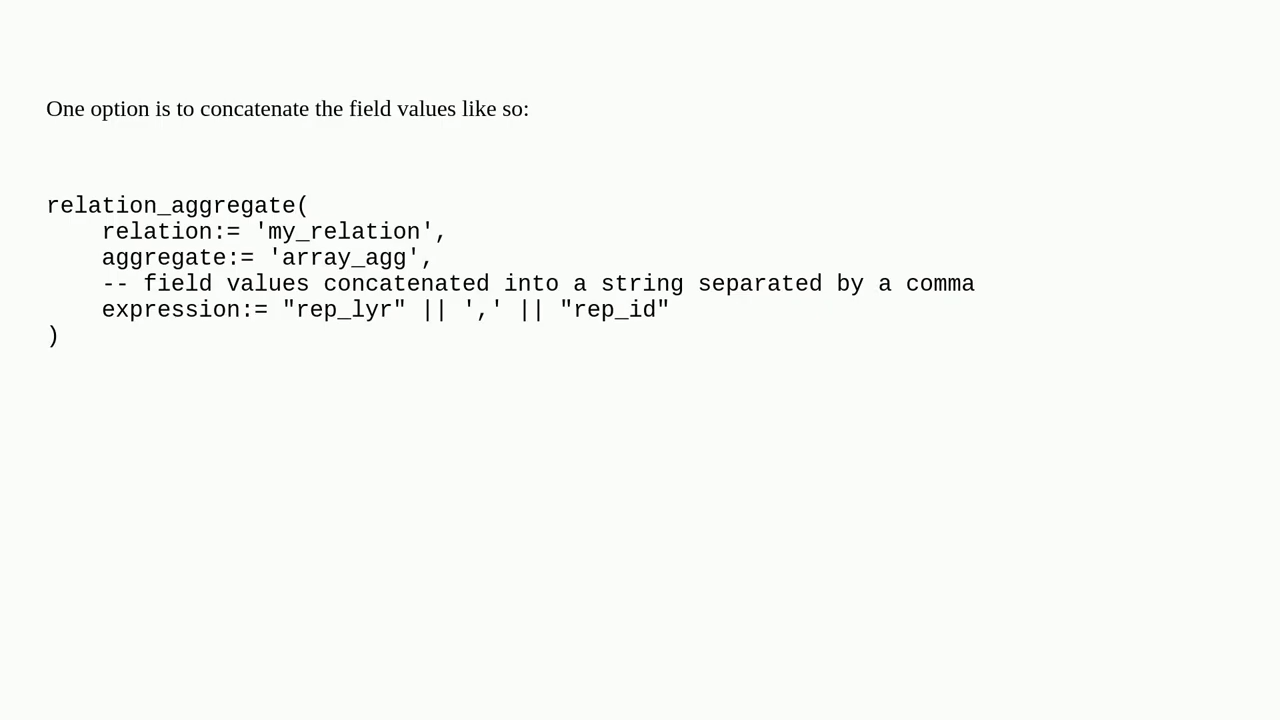 One option is to concatenate the field values like so:
relation_aggregate(
    relation:= 'my_relation',
    aggregate:= 'array_agg',
    -- field values concatenated into a string separated by a comma
    expression:= "rep_lyr" || ',' || "rep_id"
)